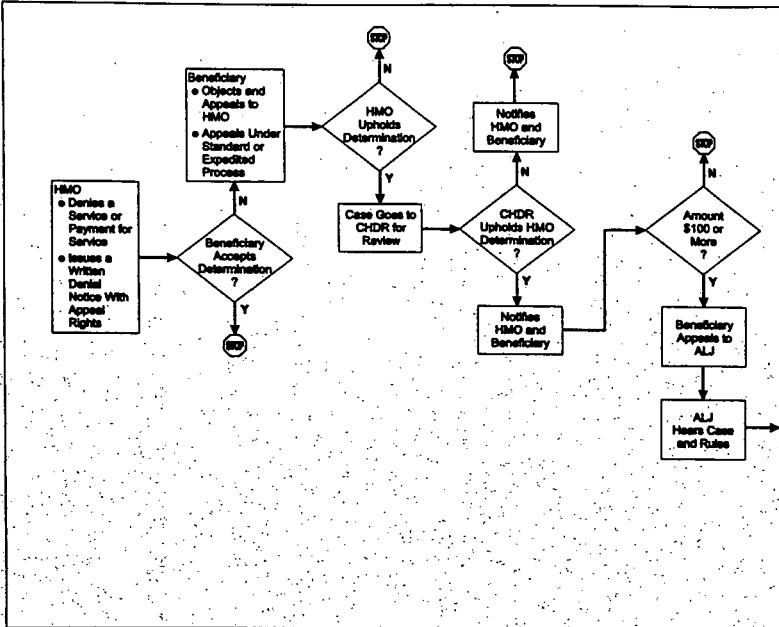 HMO
● Denies a
Service or
Payment for
Service
● Issues a
Written
Denial
Notice With
Appeal
Rights
Beneficiary
Accepts
Determination
?
Y
STOP
N
Beneficiary
● Objects and
Appeals to
HMO
● Appeals Under
Standard or
Expedited
Process
HMO
Upholds
Determination
?
N
STOP
Y
Case Goes to
CHDR for
Review
CHDR
Upholds HMO
Determination
?
N
Notifies
HMO and
Beneficiary
STOP
Y
Notifies
HMO and
Beneficiary
Amount
$100 or
More
?
N
STOP
Y
Beneficiary
Appeals to
ALJ
ALJ
Hears Case
and Rules